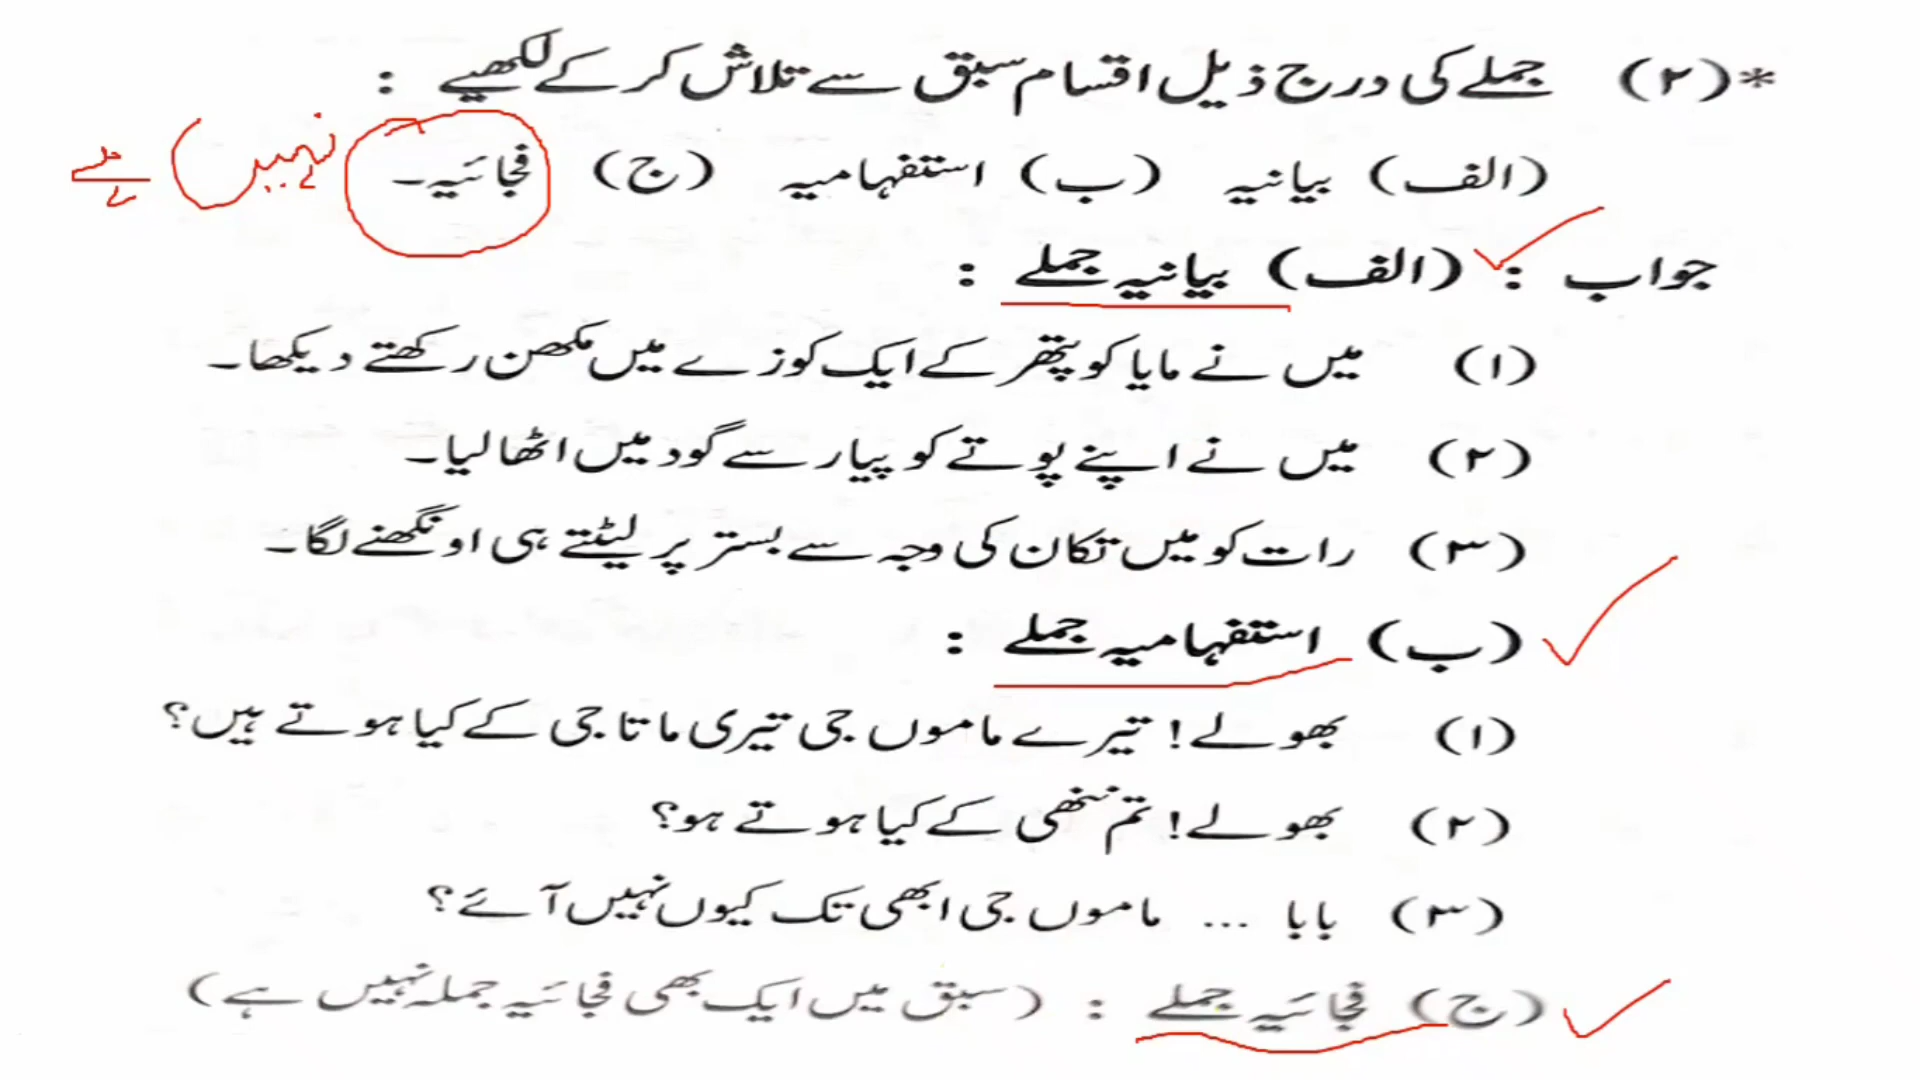 *(۲) جملے کی درج ذیل اقسام سبق سے تلاش کر کے لکھیے :
(الف) بیانیہ (ب) استفہامیہ (ج) فجائیہ۔ نہیں ہے
جواب : (الف) بیانیہ جملے :
(۱) میں نے مایا کو پتھر کے ایک کوزے میں مکھن رکھتے دیکھا۔
(۲) میں نے اپنے پوتے کو پیار سے گود میں اٹھا لیا۔
(۳) رات کو میں تکان کی وجہ سے بستر پر لیٹتے ہی اونگھنے لگا۔
(ب) استفہامیہ جملے :
(۱) بھولے! تیرے ماموں جی تیری ماتا جی کے کیا ہوتے ہیں؟
(۲) بھولے! تم ننھی کے کیا ہوتے ہو؟
(۳) بابا ... ماموں جی ابھی تک کیوں نہیں آئے؟
(ج) فجائیہ جملے : (سبق میں ایک بھی فجائیہ جملہ نہیں ہے)